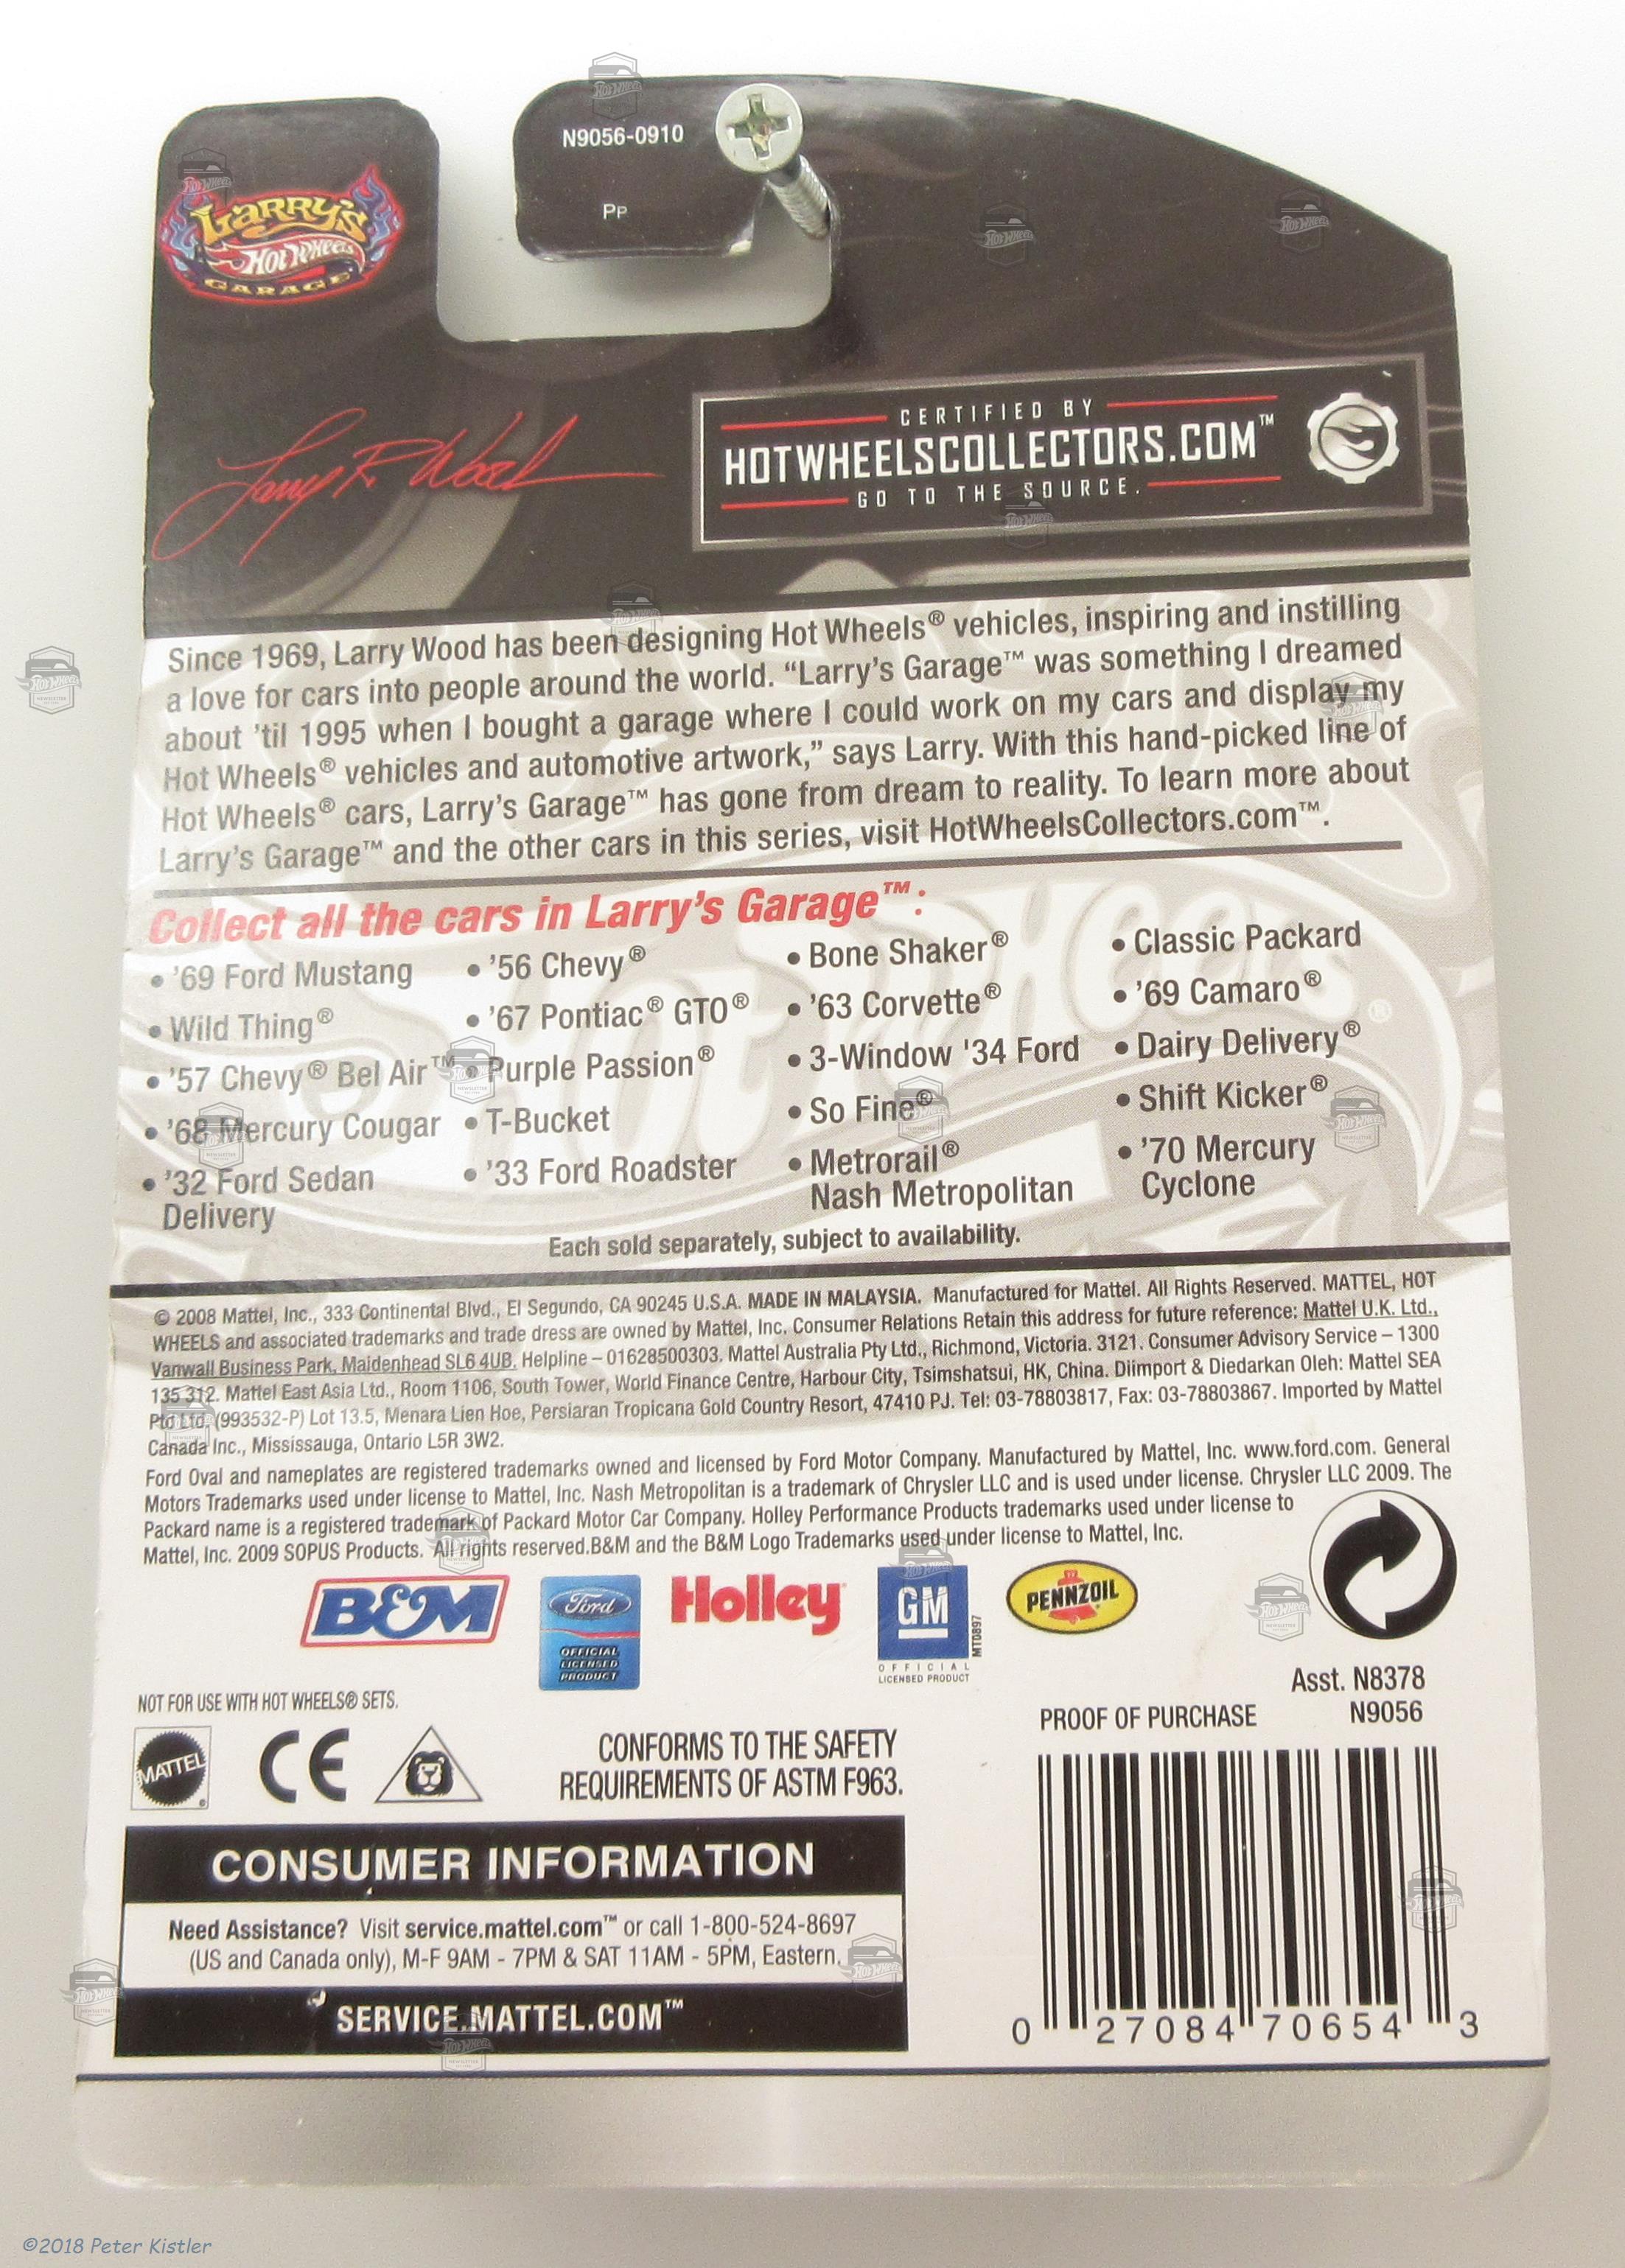 N9056-0910
PP
LARRY'S
HOT WHEELS
GARAGE
Larry R. Wood
CERTIFIED BY
HOTWHEELSCOLLECTORS.COM™
GO TO THE SOURCE.
Since 1969, Larry Wood has been designing Hot Wheels® vehicles, inspiring and instilling
a love for cars into people around the world. “Larry’s Garage™ was something I dreamed
about ’til 1995 when I bought a garage where I could work on my cars and display my
Hot Wheels® vehicles and automotive artwork,” says Larry. With this hand-picked line of
Hot Wheels® cars, Larry’s Garage™ has gone from dream to reality. To learn more about
Larry’s Garage™ and the other cars in this series, visit HotWheelsCollectors.com™.
Collect all the cars in Larry’s Garage™:
• ’69 Ford Mustang
• Wild Thing®
• ’57 Chevy® Bel Air™
• ’68 Mercury Cougar
• ’32 Ford Sedan
Delivery
• ’56 Chevy®
• ’67 Pontiac® GTO®
• Purple Passion®
• T-Bucket
• ’33 Ford Roadster
• Bone Shaker®
• ’63 Corvette®
• 3-Window '34 Ford
• So Fine®
• Metrorail®
Nash Metropolitan
• Classic Packard
• ’69 Camaro®
• Dairy Delivery®
• Shift Kicker®
• ’70 Mercury
Cyclone
Each sold separately, subject to availability.
© 2008 Mattel, Inc., 333 Continental Blvd., El Segundo, CA 90245 U.S.A. MADE IN MALAYSIA. Manufactured for Mattel. All Rights Reserved. MATTEL, HOT
WHEELS and associated trademarks and trade dress are owned by Mattel, Inc. Consumer Relations Retain this address for future reference: Mattel U.K. Ltd.,
Vanwall Business Park, Maidenhead SL6 4UB. Helpline – 01628500303. Mattel Australia Pty Ltd., Richmond, Victoria. 3121. Consumer Advisory Service – 1300
135 312. Mattel East Asia Ltd., Room 1106, South Tower, World Finance Centre, Harbour City, Tsimshatsui, HK, China. Diimport & Diedarkan Oleh: Mattel SEA
Ptd Ltd. (993532-P) Lot 13.5, Menara Lien Hoe, Persiaran Tropicana Gold Country Resort, 47410 PJ. Tel: 03-78803817, Fax: 03-78803867. Imported by Mattel
Canada Inc., Mississauga, Ontario L5R 3W2.
Ford Oval and nameplates are registered trademarks owned and licensed by Ford Motor Company. Manufactured by Mattel, Inc. www.ford.com. General
Motors Trademarks used under license to Mattel, Inc. Nash Metropolitan is a trademark of Chrysler LLC and is used under license. Chrysler LLC 2009. The
Packard name is a registered trademark of Packard Motor Car Company. Holley Performance Products trademarks used under license to
Mattel, Inc. 2009 SOPUS Products. All rights reserved.B&M and the B&M Logo Trademarks used under license to Mattel, Inc.
B&M
Ford
OFFICIAL
LICENSED
PRODUCT
Holley
GM
OFFICIAL
LICENSED PRODUCT
MT0897
PENNZOIL
NOT FOR USE WITH HOT WHEELS® SETS.
Asst. N8378
N9056
PROOF OF PURCHASE
MATTEL
CE
CONFORMS TO THE SAFETY
REQUIREMENTS OF ASTM F963.
CONSUMER INFORMATION
Need Assistance? Visit service.mattel.com™ or call 1-800-524-8697
(US and Canada only), M-F 9AM - 7PM & SAT 11AM - 5PM, Eastern.
SERVICE.MATTEL.COM™
0 27084 70654 3
©2018 Peter Kistler